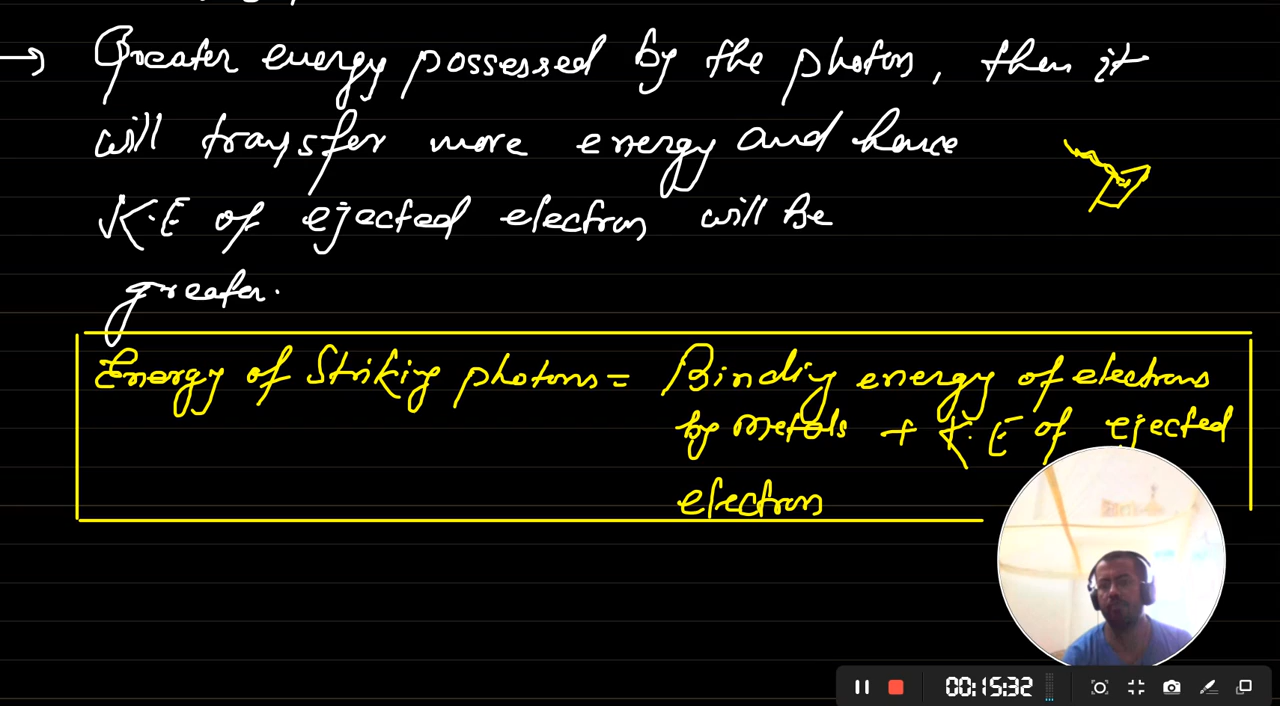 → Greater energy possessed by the photon, then it
will transfer more energy and hence
K.E of ejected electron will be
greater.
Energy of Striking photons = Binding energy of electrons
by metals + K.E of ejected
electron
00:15:32